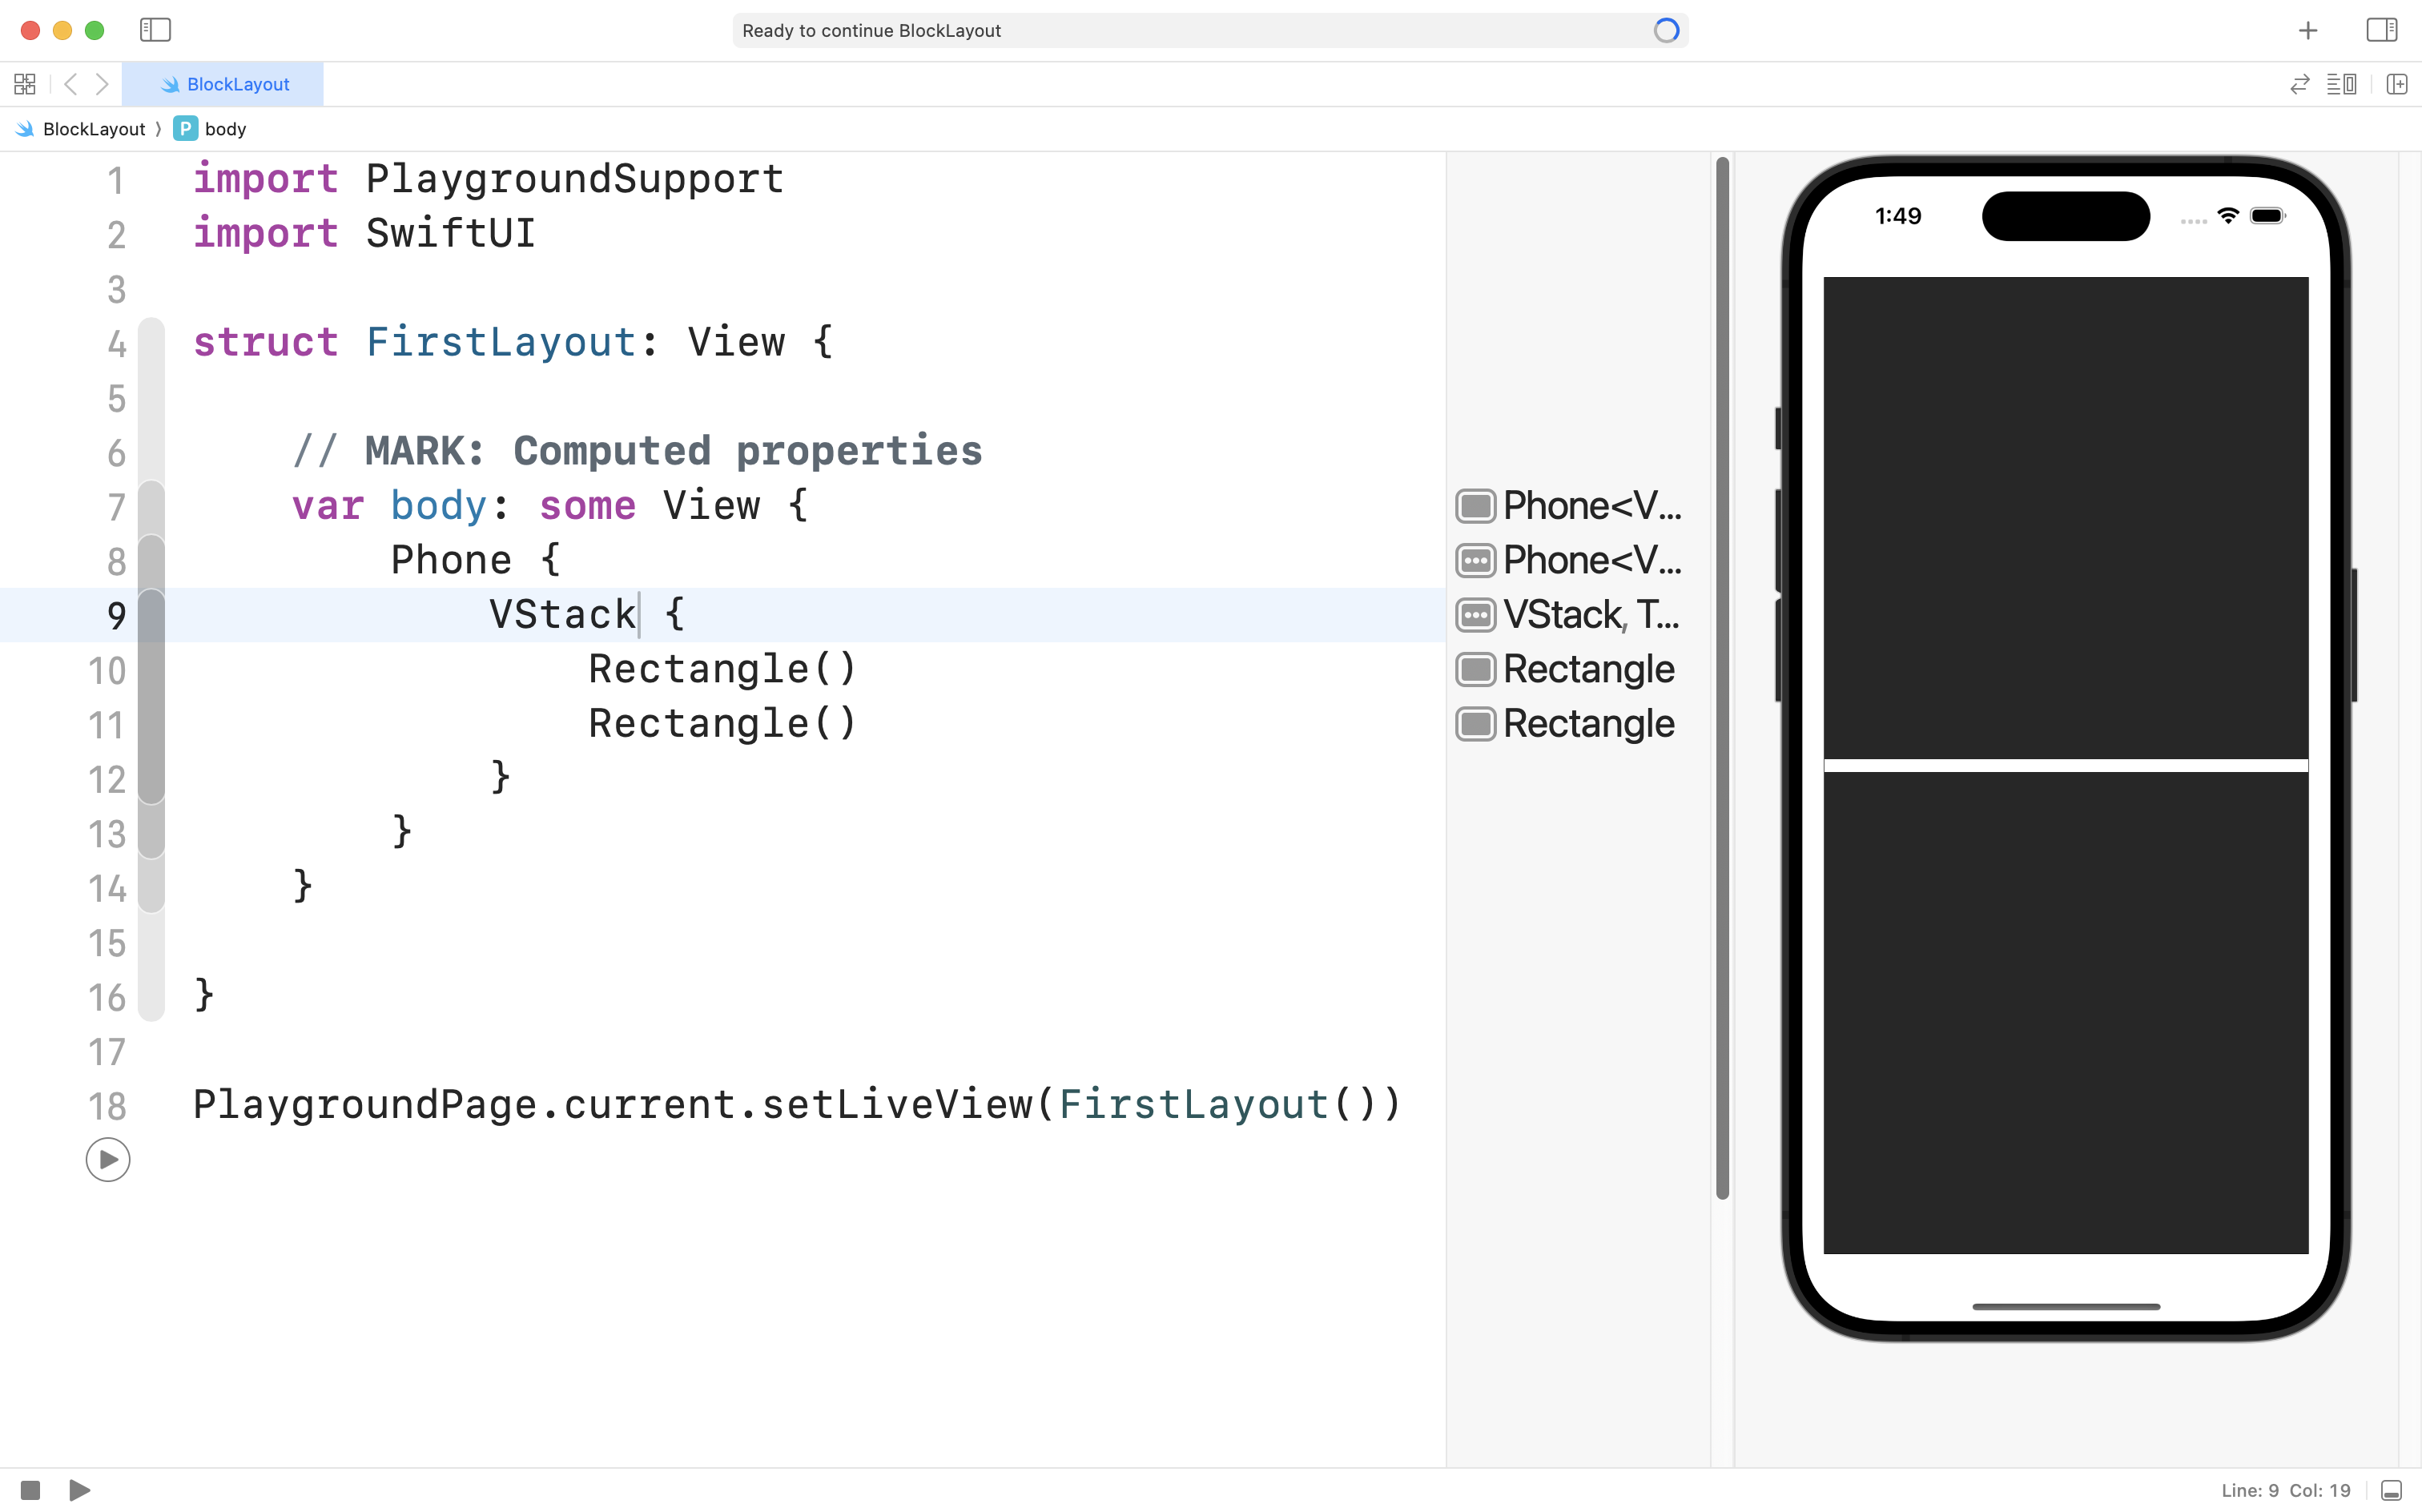 Ready to continue BlockLayout
BlockLayout
BlockLayout 〉 P body
1 import PlaygroundSupport
2 import SwiftUI
3
4 struct FirstLayout: View {
5
6 // MARK: Computed properties
7 var body: some View { Phone<V...
8 Phone { Phone<V...
9 VStack { VStack, T...
10 Rectangle() Rectangle
11 Rectangle() Rectangle
12 }
13 }
14 }
15
16 }
17
18 PlaygroundPage.current.setLiveView(FirstLayout())
1:49
Line: 9 Col: 19